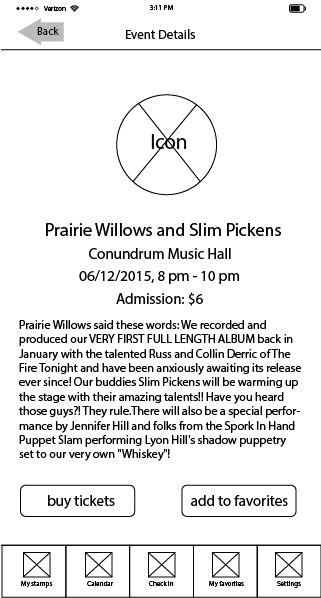 Verizon 3:11 PM
Back
Event Details
Icon
Prairie Willows and Slim Pickens
Conundrum Music Hall
06/12/2015, 8 pm - 10 pm
Admission: $6
Prairie Willows said these words: We recorded and
produced our VERY FIRST FULL LENGTH ALBUM back in
January with the talented Russ and Collin Derric of The
Fire Tonight and have been anxiously awaiting its release
ever since! Our buddies Slim Pickens will be warming up
the stage with their amazing talents!! Have you heard
those guys?! They rule.There will also be a special perfor-
mance by Jennifer Hill and folks from the Spork In Hand
Puppet Slam performing Lyon Hill's shadow puppetry
set to our very own "Whiskey"!
buy tickets add to favorites
My stamps Calendar Check In My favorites Settings